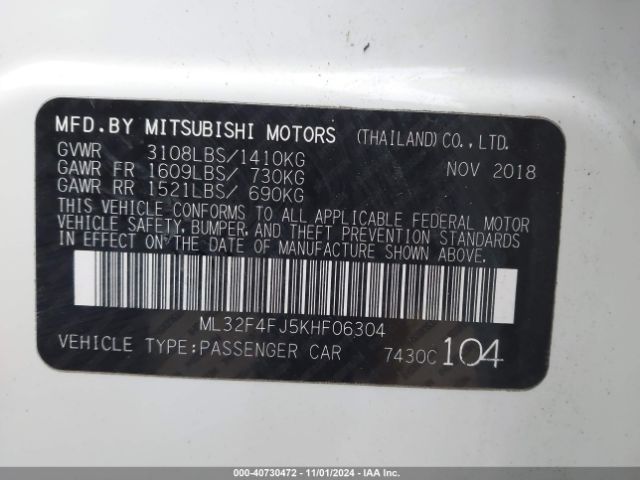 MFD.BY MITSUBISHI MOTORS (THAILAND)CO.,LTD.
GVWR 3108LBS/1410KG NOV 2018
GAWR FR 1609LBS/ 730KG
GAWR RR 1521LBS/ 690KG
THIS VEHICLE CONFORMS TO ALL APPLICABLE FEDERAL MOTOR
VEHICLE SAFETY, BUMPER, AND THEFT PREVENTION STANDARDS
IN EFFECT ON THE DATE OF MANUFACTURE SHOWN ABOVE.
ML32F4FJ5KHF06304
VEHICLE TYPE:PASSENGER CAR 7430C 104
000-40730472 - 11/01/2024 - IAA Inc.